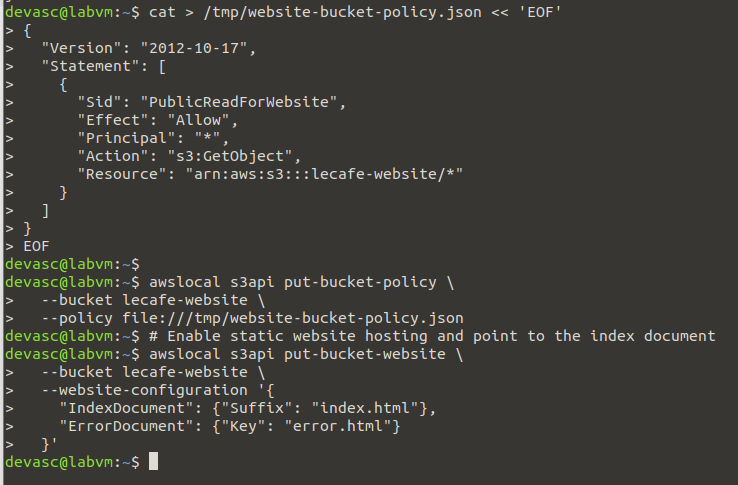 devasc@labvm:~$ cat > /tmp/website-bucket-policy.json << 'EOF'
> {
>   "Version": "2012-10-17",
>   "Statement": [
>     {
>       "Sid": "PublicReadForWebsite",
>       "Effect": "Allow",
>       "Principal": "*",
>       "Action": "s3:GetObject",
>       "Resource": "arn:aws:s3:::lecafe-website/*"
>     }
>   ]
> }
> EOF
devasc@labvm:~$
devasc@labvm:~$ awslocal s3api put-bucket-policy \
>   --bucket lecafe-website \
>   --policy file:///tmp/website-bucket-policy.json
devasc@labvm:~$ # Enable static website hosting and point to the index document
devasc@labvm:~$ awslocal s3api put-bucket-website \
>   --bucket lecafe-website \
>   --website-configuration '{
>     "IndexDocument": {"Suffix": "index.html"},
>     "ErrorDocument": {"Key": "error.html"}
>   }'
devasc@labvm:~$